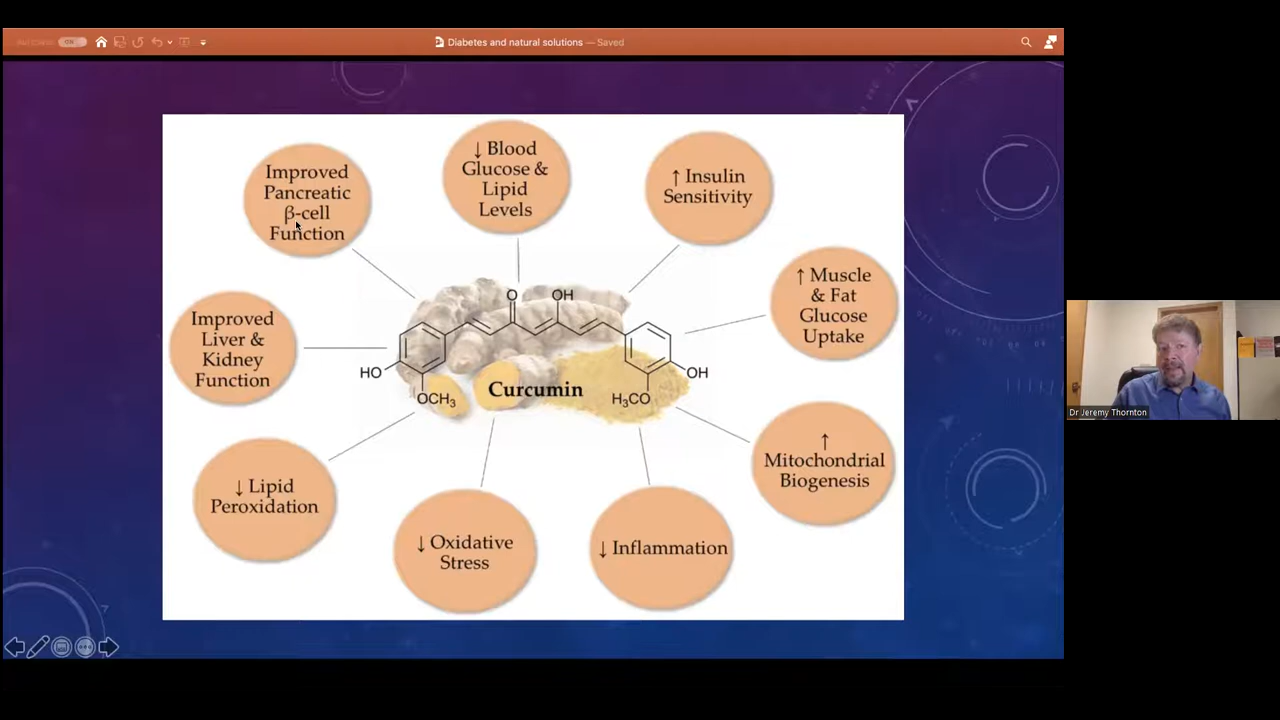 Diabetes and natural solutions — Saved
Improved
Pancreatic
β-cell
Function
↓ Blood
Glucose &
Lipid
Levels
↑ Insulin
Sensitivity
↑ Muscle
& Fat
Glucose
Uptake
Improved
Liver &
Kidney
Function
O
OH
HO
OCH₃
Curcumin
H₃CO
OH
↑
Mitochondrial
Biogenesis
↓ Lipid
Peroxidation
↓ Oxidative
Stress
↓ Inflammation
Dr Jeremy Thornton